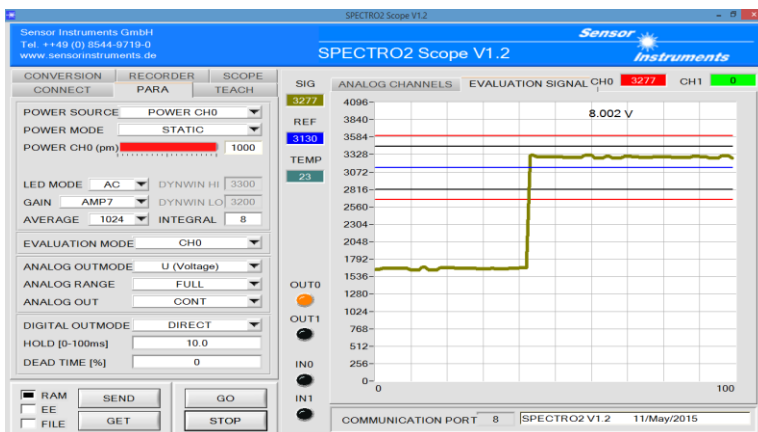 SPECTRO2 Scope V1.2
Sensor Instruments GmbH
Tel. ++49 (0) 8544-9719-0
www.sensorinstruments.de
SPECTRO2 Scope V1.2
Sensor
Instruments
CONVERSION RECORDER SCOPE
CONNECT PARA TEACH
POWER SOURCE POWER CH0
POWER MODE STATIC
POWER CH0 (pm) 1000
LED MODE AC DYNWIN HI 3300
GAIN AMP7 DYNWIN LO 3200
AVERAGE 1024 INTEGRAL 8
EVALUATION MODE CH0
ANALOG OUTMODE U (Voltage)
ANALOG RANGE FULL
ANALOG OUT CONT
DIGITAL OUTMODE DIRECT
HOLD [0-100ms] 10.0
DEAD TIME [%] 0
RAM
EE
FILE
SEND GO
GET STOP
SIG
3277
REF
3130
TEMP
23
OUT0
OUT1
IN0
IN1
ANALOG CHANNELS EVALUATION SIGNAL CH0 3277 CH1 0
8.002 V
4096
3840
3584
3328
3072
2816
2560
2304
2048
1792
1536
1280
1024
768
512
256
0
0 100
COMMUNICATION PORT 8 SPECTRO2 V1.2 11/May/2015